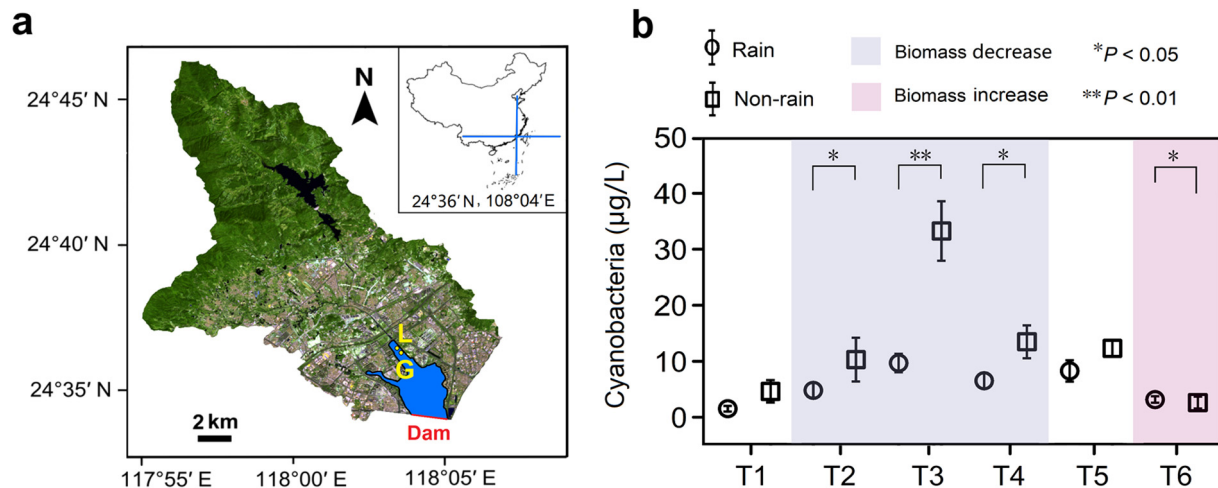 a
24°45′ N
24°40′ N
24°35′ N
N
24°36′ N, 108°04′E
L
G
Dam
2 km
117°55′ E
118°00′ E
118°05′ E
b
Rain
Non-rain
Biomass decrease
Biomass increase
*P < 0.05
**P < 0.01
Cyanobacteria (μg/L)
50
40
30
20
10
0
*
**
*
*
T1
T2
T3
T4
T5
T6